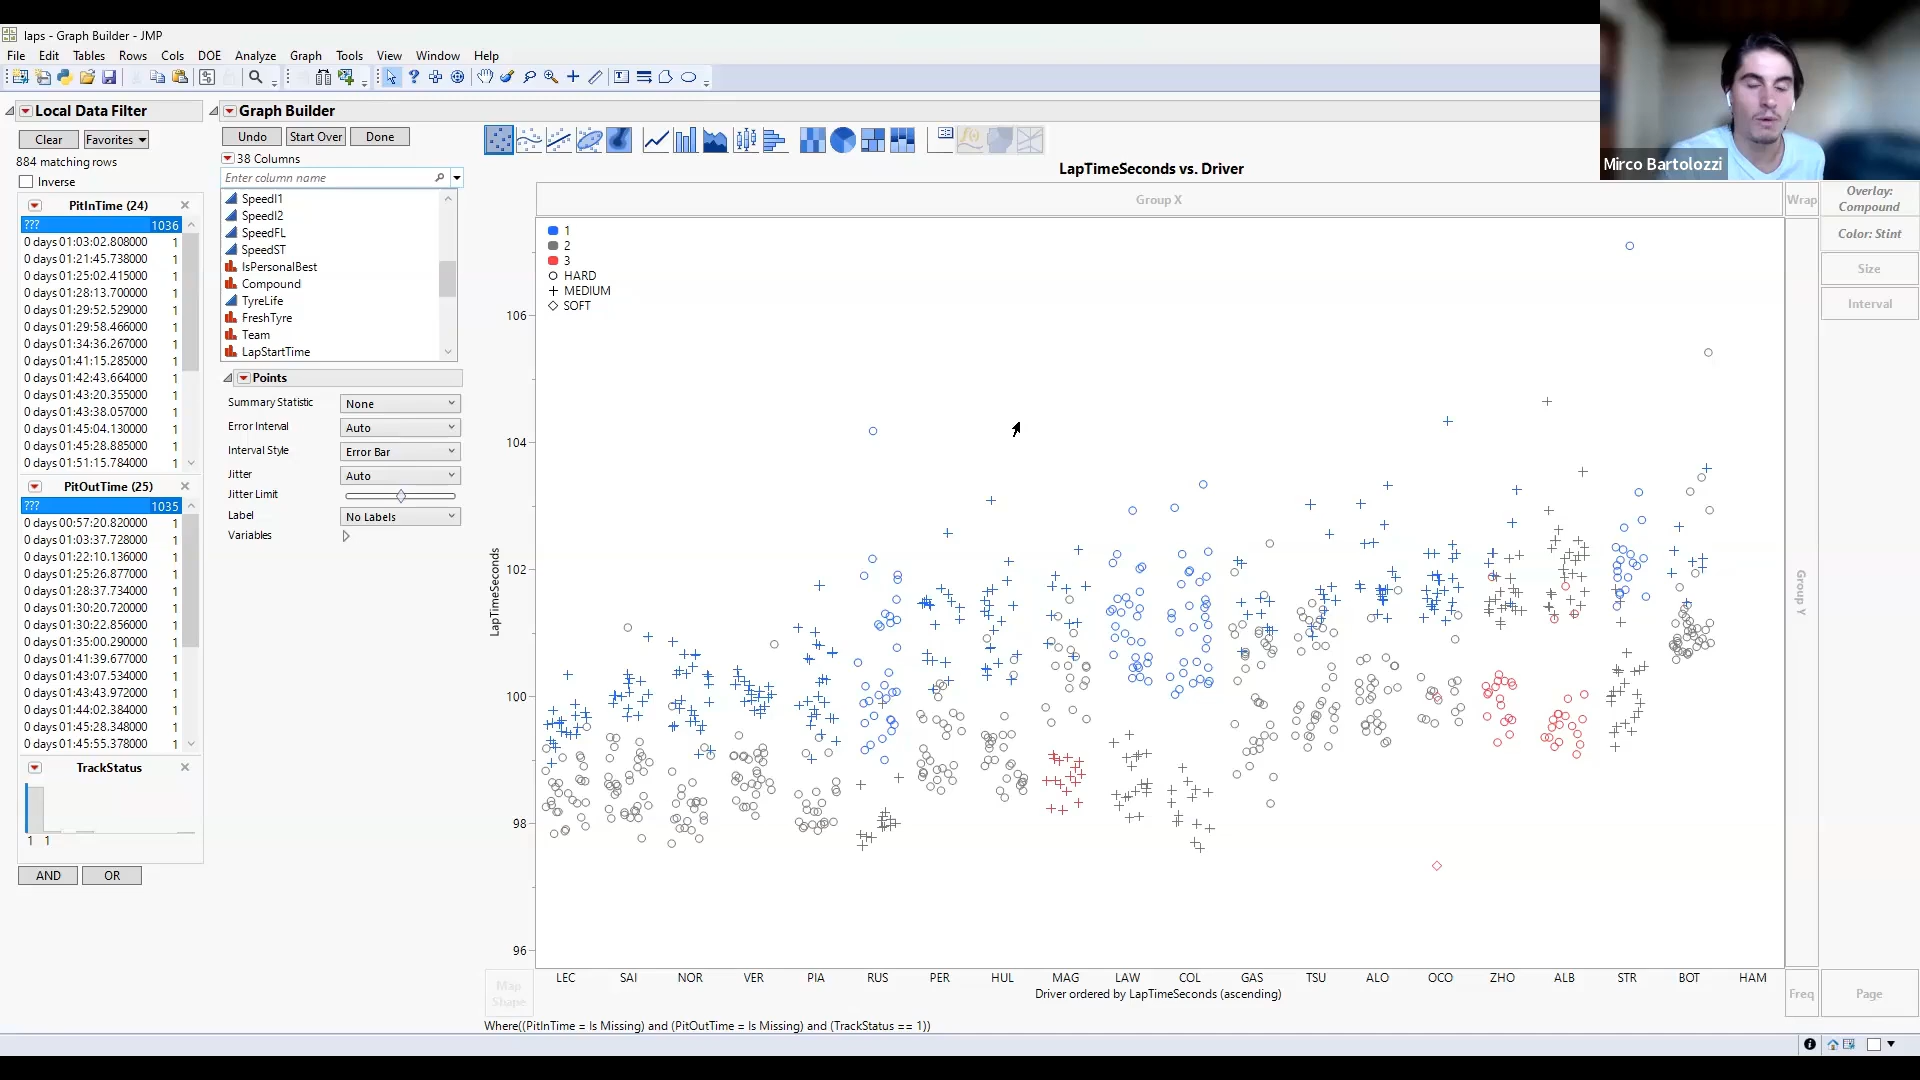 laps - Graph Builder - JMP
File Edit Tables Rows Cols DOE Analyze Graph Tools View Window Help
Local Data Filter
Clear Favorites
884 matching rows
Inverse
PitInTime (24)
??? 1036
0 days 01:03:02.808000 1
0 days 01:21:45.738000 1
0 days 01:25:02.415000 1
0 days 01:28:13.700000 1
0 days 01:29:52.529000 1
0 days 01:29:58.466000 1
0 days 01:34:36.267000 1
0 days 01:41:15.285000 1
0 days 01:42:43.664000 1
0 days 01:43:20.355000 1
0 days 01:43:38.057000 1
0 days 01:45:04.130000 1
0 days 01:45:28.885000 1
0 days 01:51:15.784000 1
PitOutTime (25)
??? 1035
0 days 00:57:20.820000 1
0 days 01:03:37.728000 1
0 days 01:22:10.136000 1
0 days 01:25:26.877000 1
0 days 01:28:37.734000 1
0 days 01:30:20.720000 1
0 days 01:30:22.856000 1
0 days 01:35:00.290000 1
0 days 01:41:39.677000 1
0 days 01:43:07.534000 1
0 days 01:43:43.972000 1
0 days 01:44:02.384000 1
0 days 01:45:28.348000 1
0 days 01:45:55.378000 1
TrackStatus
1 1
AND OR
Graph Builder
Undo Start Over Done
38 Columns
Enter column name
SpeedI1
SpeedI2
SpeedFL
SpeedST
IsPersonalBest
Compound
TyreLife
FreshTyre
Team
LapStartTime
Points
Summary Statistic None
Error Interval Auto
Interval Style Error Bar
Jitter Auto
Jitter Limit
Label No Labels
Variables
LapTimeSeconds vs. Driver
Group X
Wrap
Overlay:
Compound
Color: Stint
Size
Interval
1
2
3
HARD
MEDIUM
SOFT
106
104
102
100
98
96
LapTimeSeconds
Group Y
LEC SAI NOR VER PIA RUS PER HUL MAG LAW COL GAS TSU ALO OCO ZHO ALB STR BOT HAM
Driver ordered by LapTimeSeconds (ascending)
Map
Shape
Freq
Page
Where((PitInTime = Is Missing) and (PitOutTime = Is Missing) and (TrackStatus == 1))
Mirco Bartolozzi